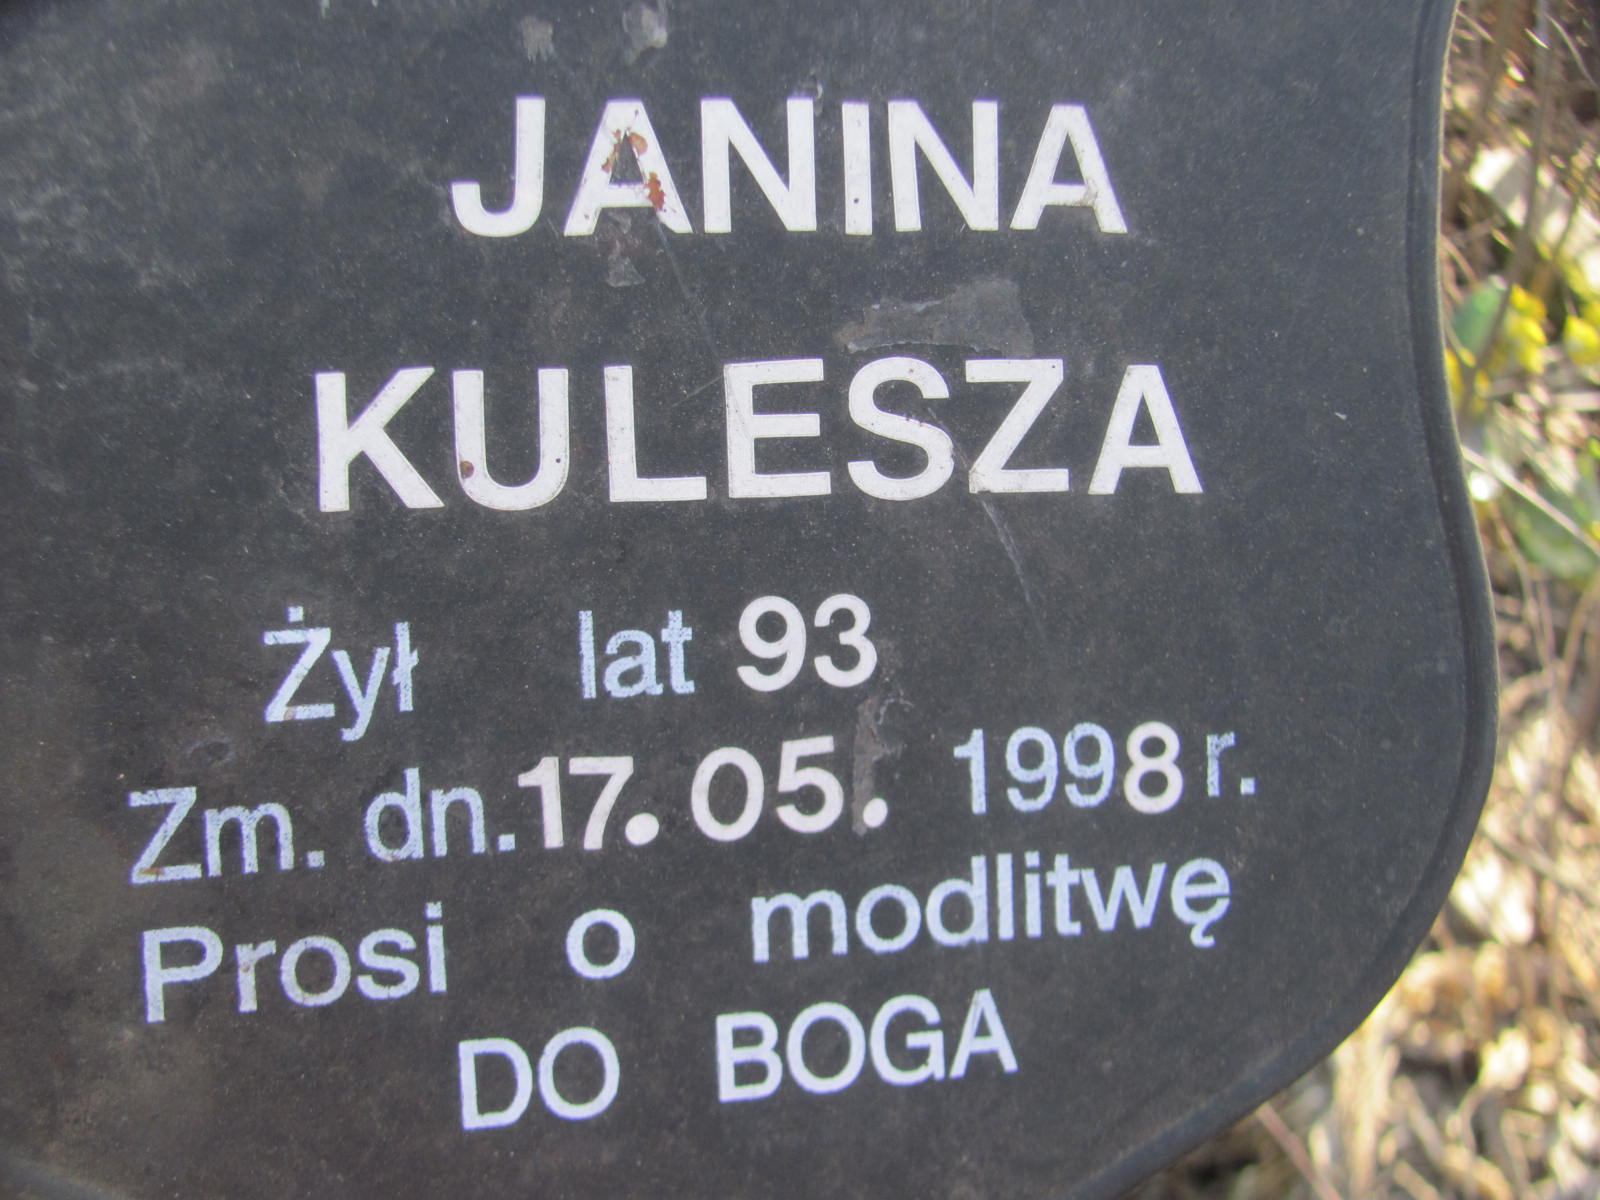 JANINA
KULESZA
Żył lat 93
Zm. dn. 17. 05. 1998 r.
Prosi o modlitwę
DO BOGA